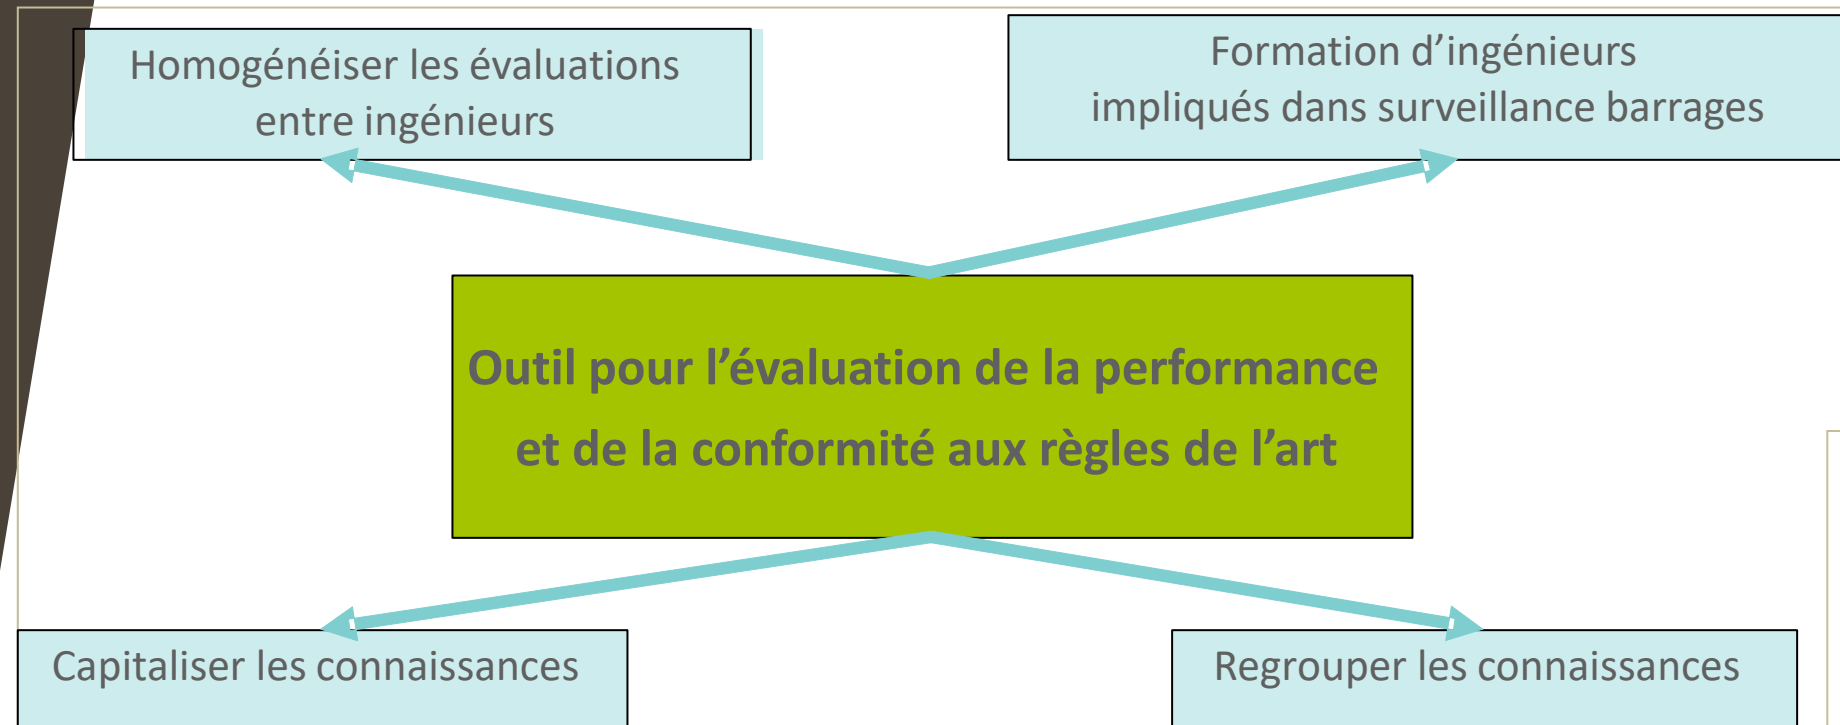 Homogénéiser les évaluations
entre ingénieurs
Formation d’ingénieurs
impliqués dans surveillance barrages
Outil pour l’évaluation de la performance
et de la conformité aux règles de l’art
Capitaliser les connaissances
Regrouper les connaissances